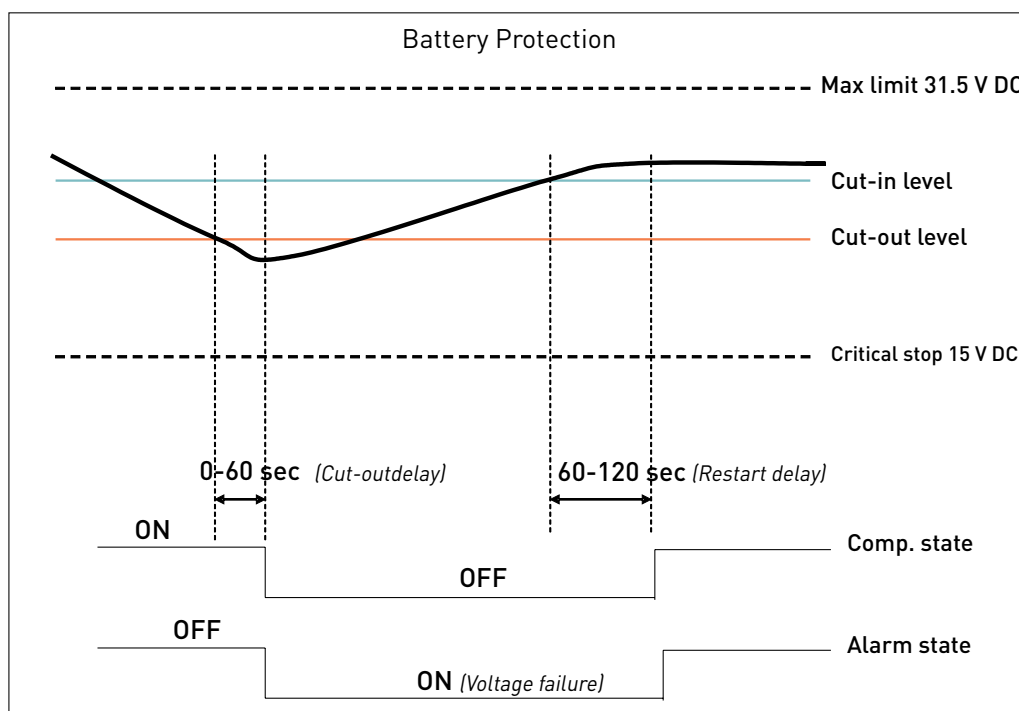 Battery Protection
Max limit 31.5 V DC
Cut-in level
Cut-out level
Critical stop 15 V DC
0-60 sec (Cut-outdelay)
60-120 sec (Restart delay)
ON
Comp. state
OFF
OFF
Alarm state
ON (Voltage failure)